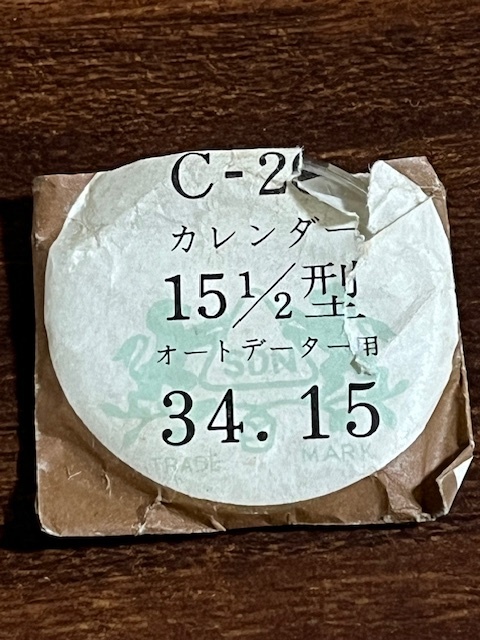 C-2
カレンダー
15 1/2 型
オートデーター用
SUN
34.15
TRADE MARK